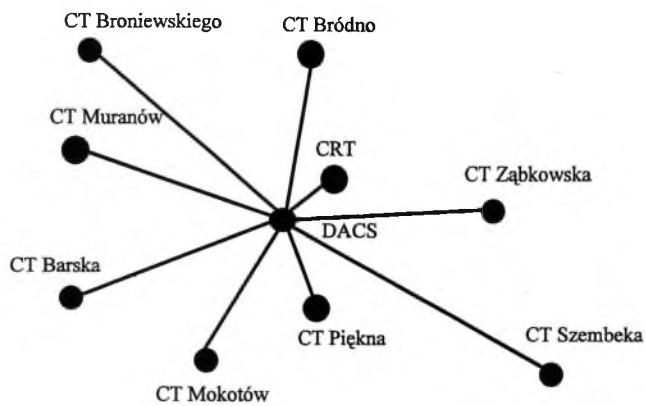 CT Broniewskiego
CT Bródno
CT Muranów
CRT
CT Ząbkowska
DACS
CT Barska
CT Piękna
CT Szembeka
CT Mokotów